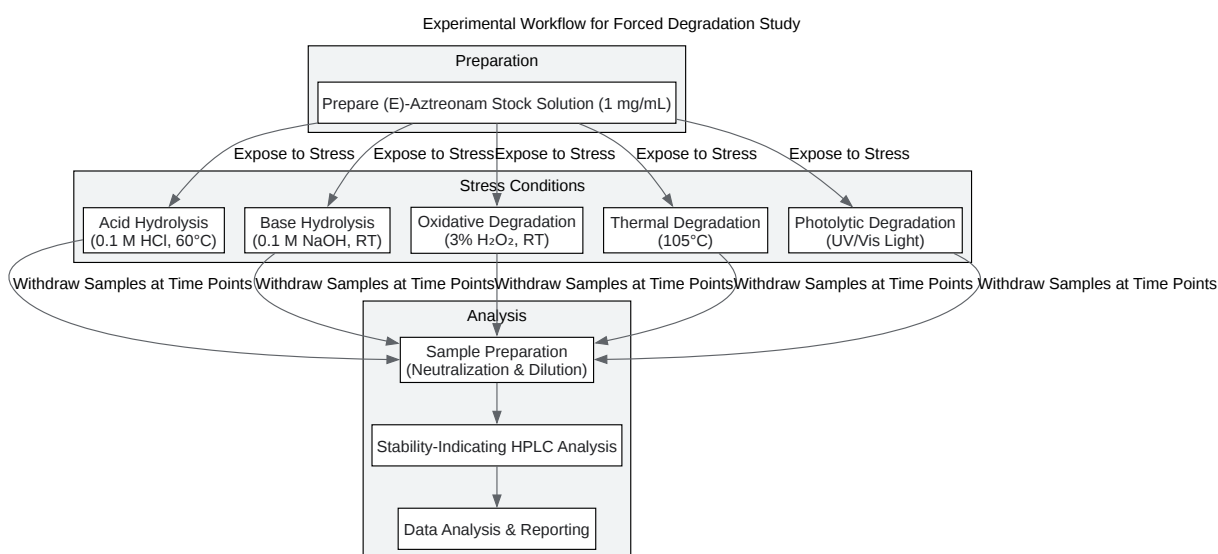 Experimental Workflow for Forced Degradation Study
Preparation
Prepare (E)-Aztreonam Stock Solution (1 mg/mL)
Expose to Stress
Expose to Stress
Expose to Stress
Expose to Stress
Expose to Stress
Stress Conditions
Acid Hydrolysis
(0.1 M HCl, 60°C)
Base Hydrolysis
(0.1 M NaOH, RT)
Oxidative Degradation
(3% H₂O₂, RT)
Thermal Degradation
(105°C)
Photolytic Degradation
(UV/Vis Light)
Withdraw Samples at Time Points
Withdraw Samples at Time Points
Withdraw Samples at Time Points
Withdraw Samples at Time Points
Withdraw Samples at Time Points
Analysis
Sample Preparation
(Neutralization & Dilution)
Stability-Indicating HPLC Analysis
Data Analysis & Reporting